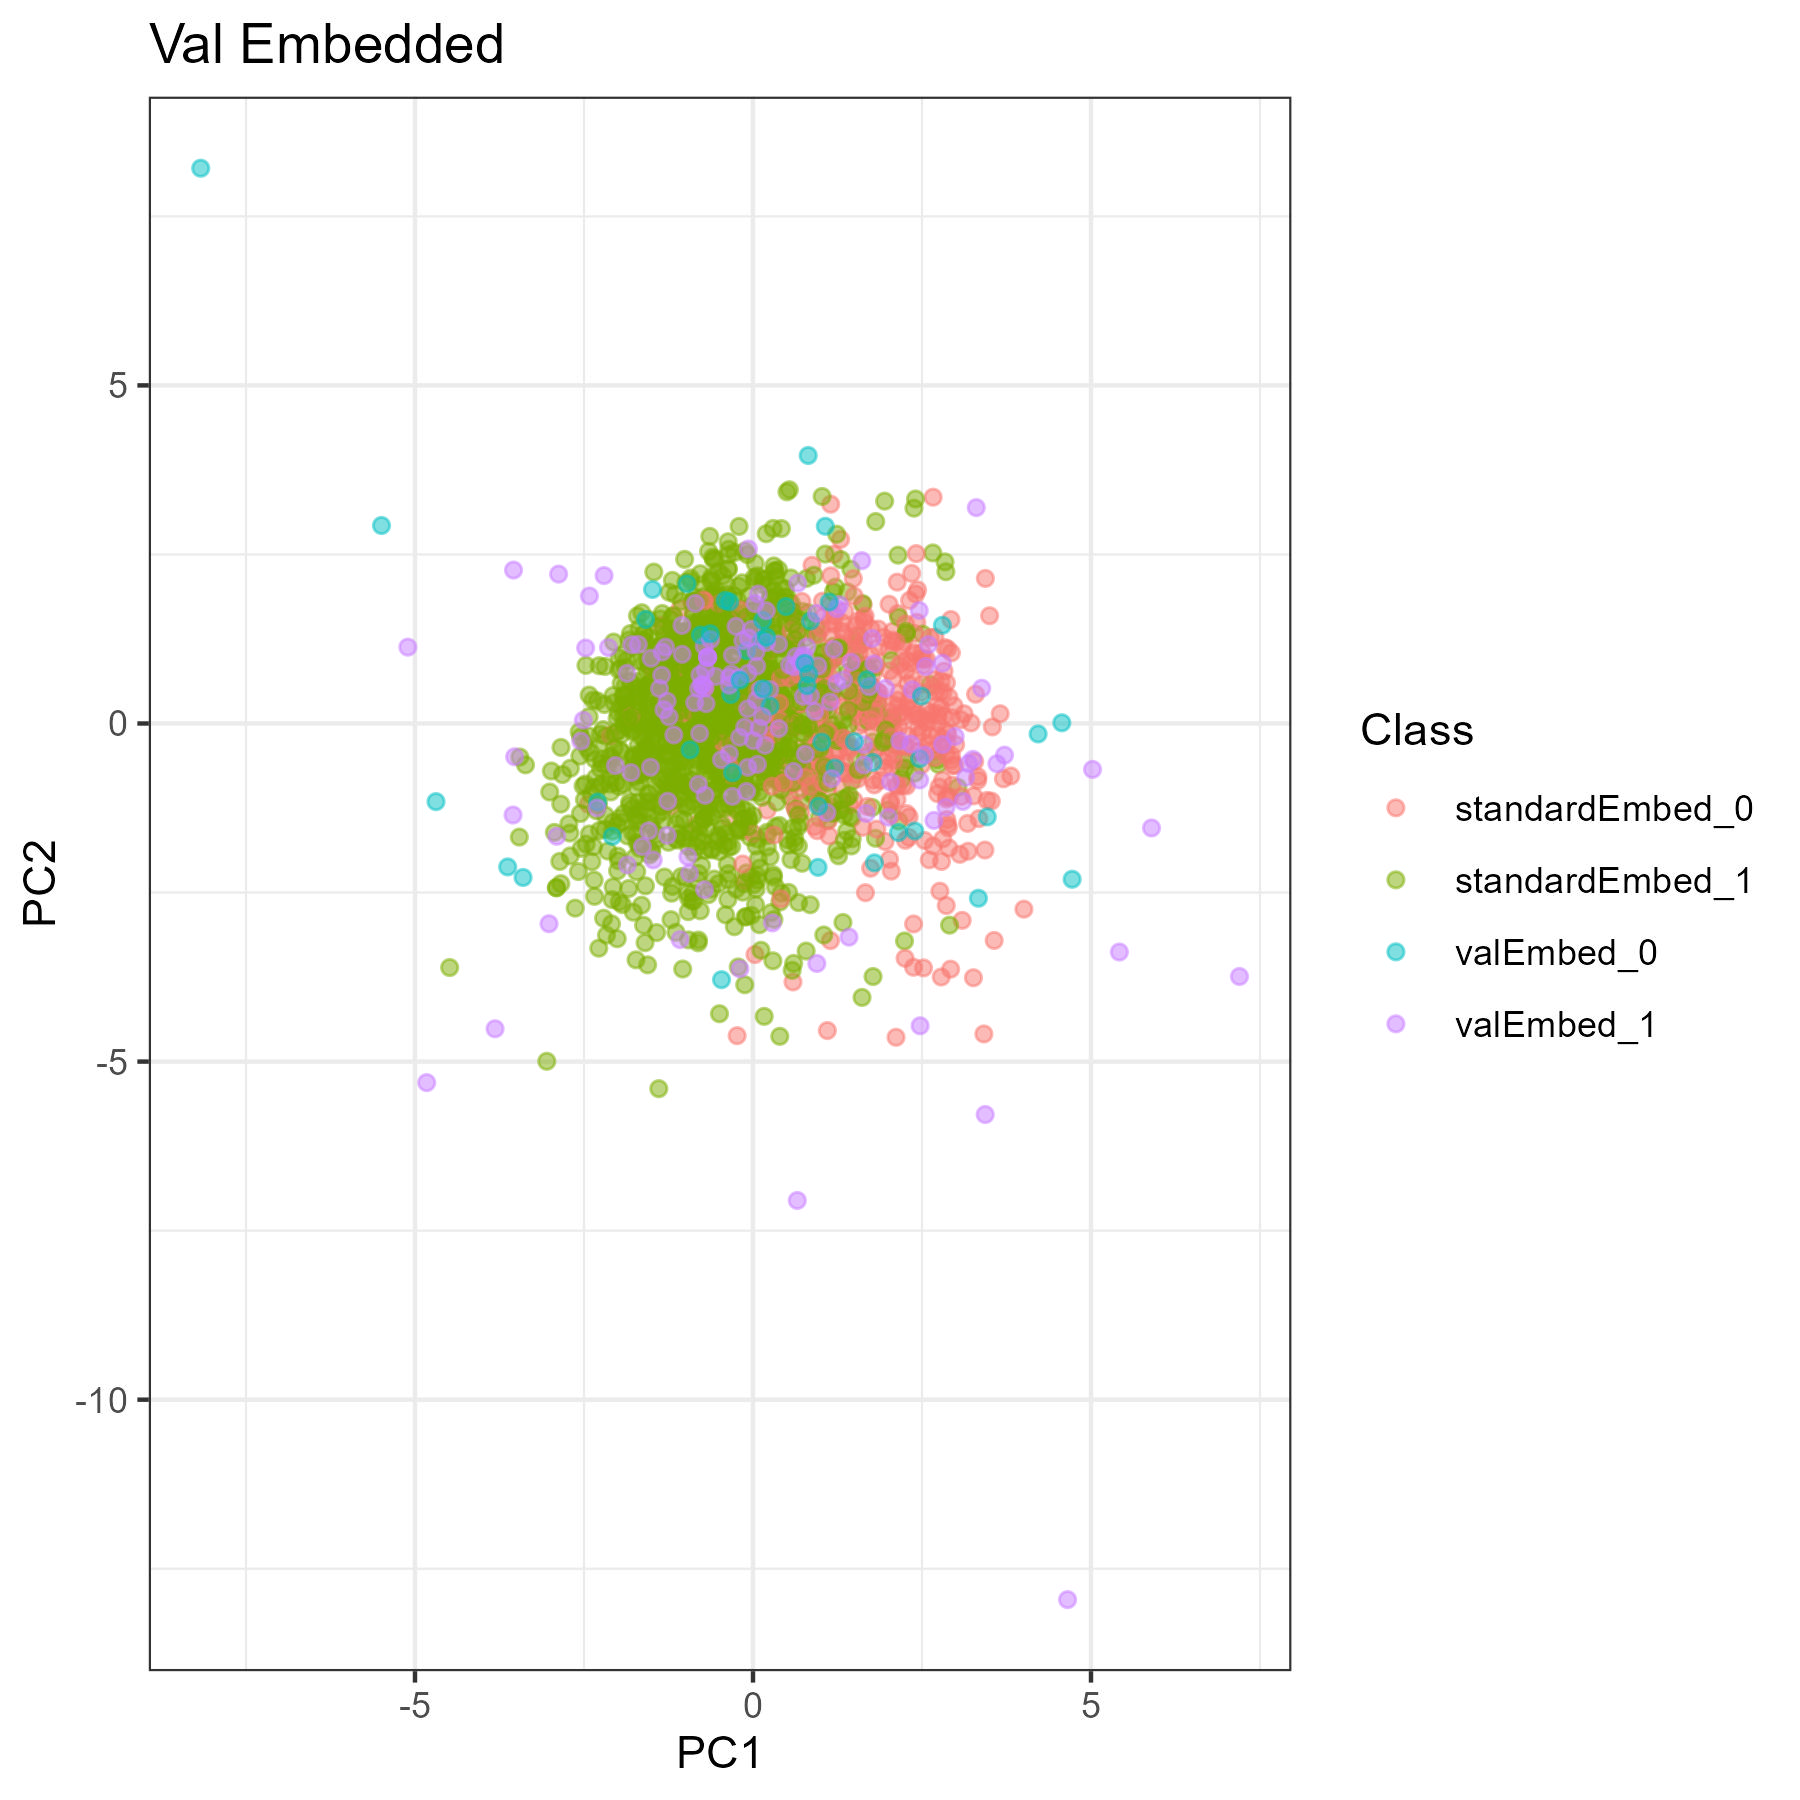 Val Embedded
PC2
5
0
-5
-10
-5
0
5
PC1
Class
standardEmbed_0
standardEmbed_1
valEmbed_0
valEmbed_1